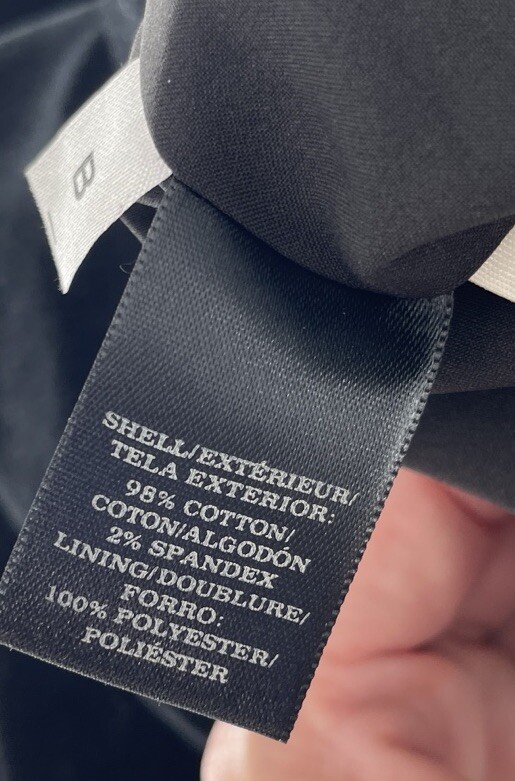 B
SHELL/EXTÉRIEUR/
TELA EXTERIOR:
98% COTTON/
COTON/ALGODÓN
2% SPANDEX
LINING/DOUBLURE/
FORRO:
100% POLYESTER/
POLIÉSTER